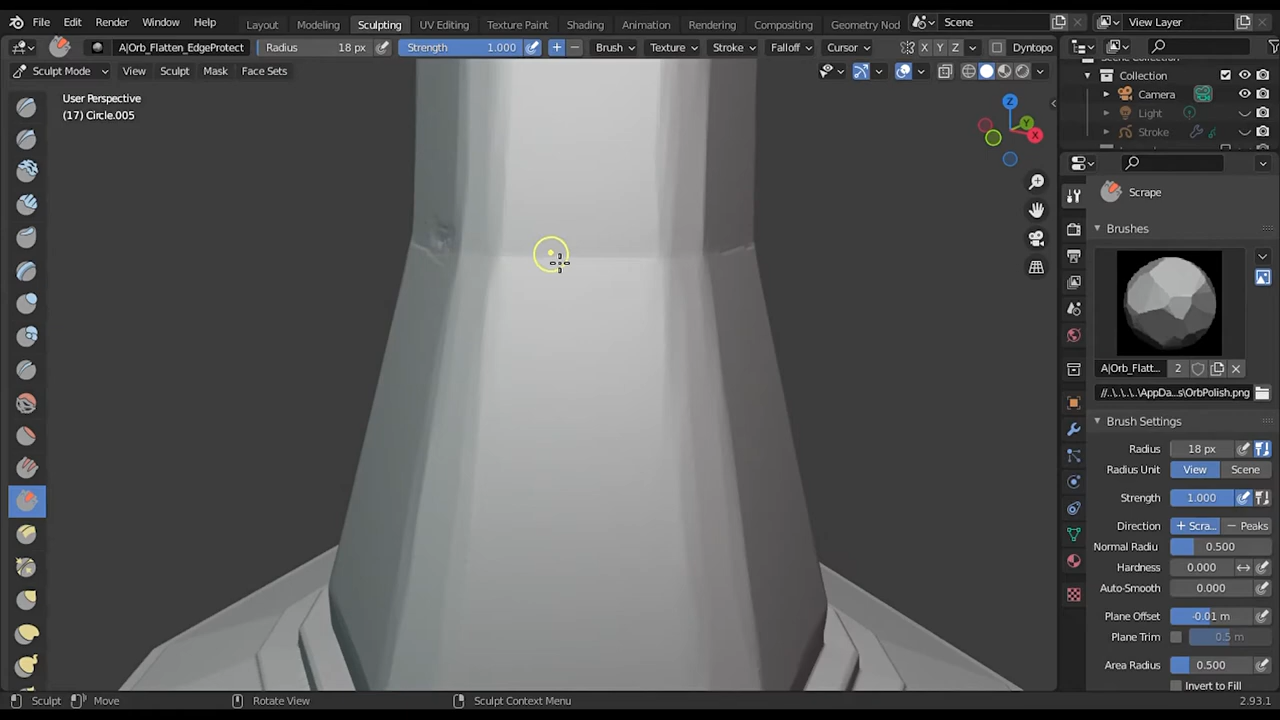 File Edit Render Window Help Layout Modeling Sculpting UV Editing Texture Paint Shading Animation Rendering Compositing Geometry Nod Scene View Layer
A|Orb_Flatten_EdgeProtect Radius 18 px Strength 1.000 Brush Texture Stroke Falloff Cursor X Y Z Dyntopo
Sculpt Mode View Sculpt Mask Face Sets
User Perspective
(17) Circle.005
Z
Y
X
Collection
Camera
Light
Stroke
Scrape
Brushes
A|Orb_Flatt... 2
//..\..\..\..\AppDa...s\OrbPolish.png
Brush Settings
Radius 18 px
Radius Unit View Scene
Strength 1.000
Direction + Scra... − Peaks
Normal Radiu 0.500
Hardness 0.000
Auto-Smooth 0.000
Plane Offset -0.01 m
Plane Trim 0.5 m
Area Radius 0.500
Invert to Fill
Sculpt Move Rotate View Sculpt Context Menu 2.93.1